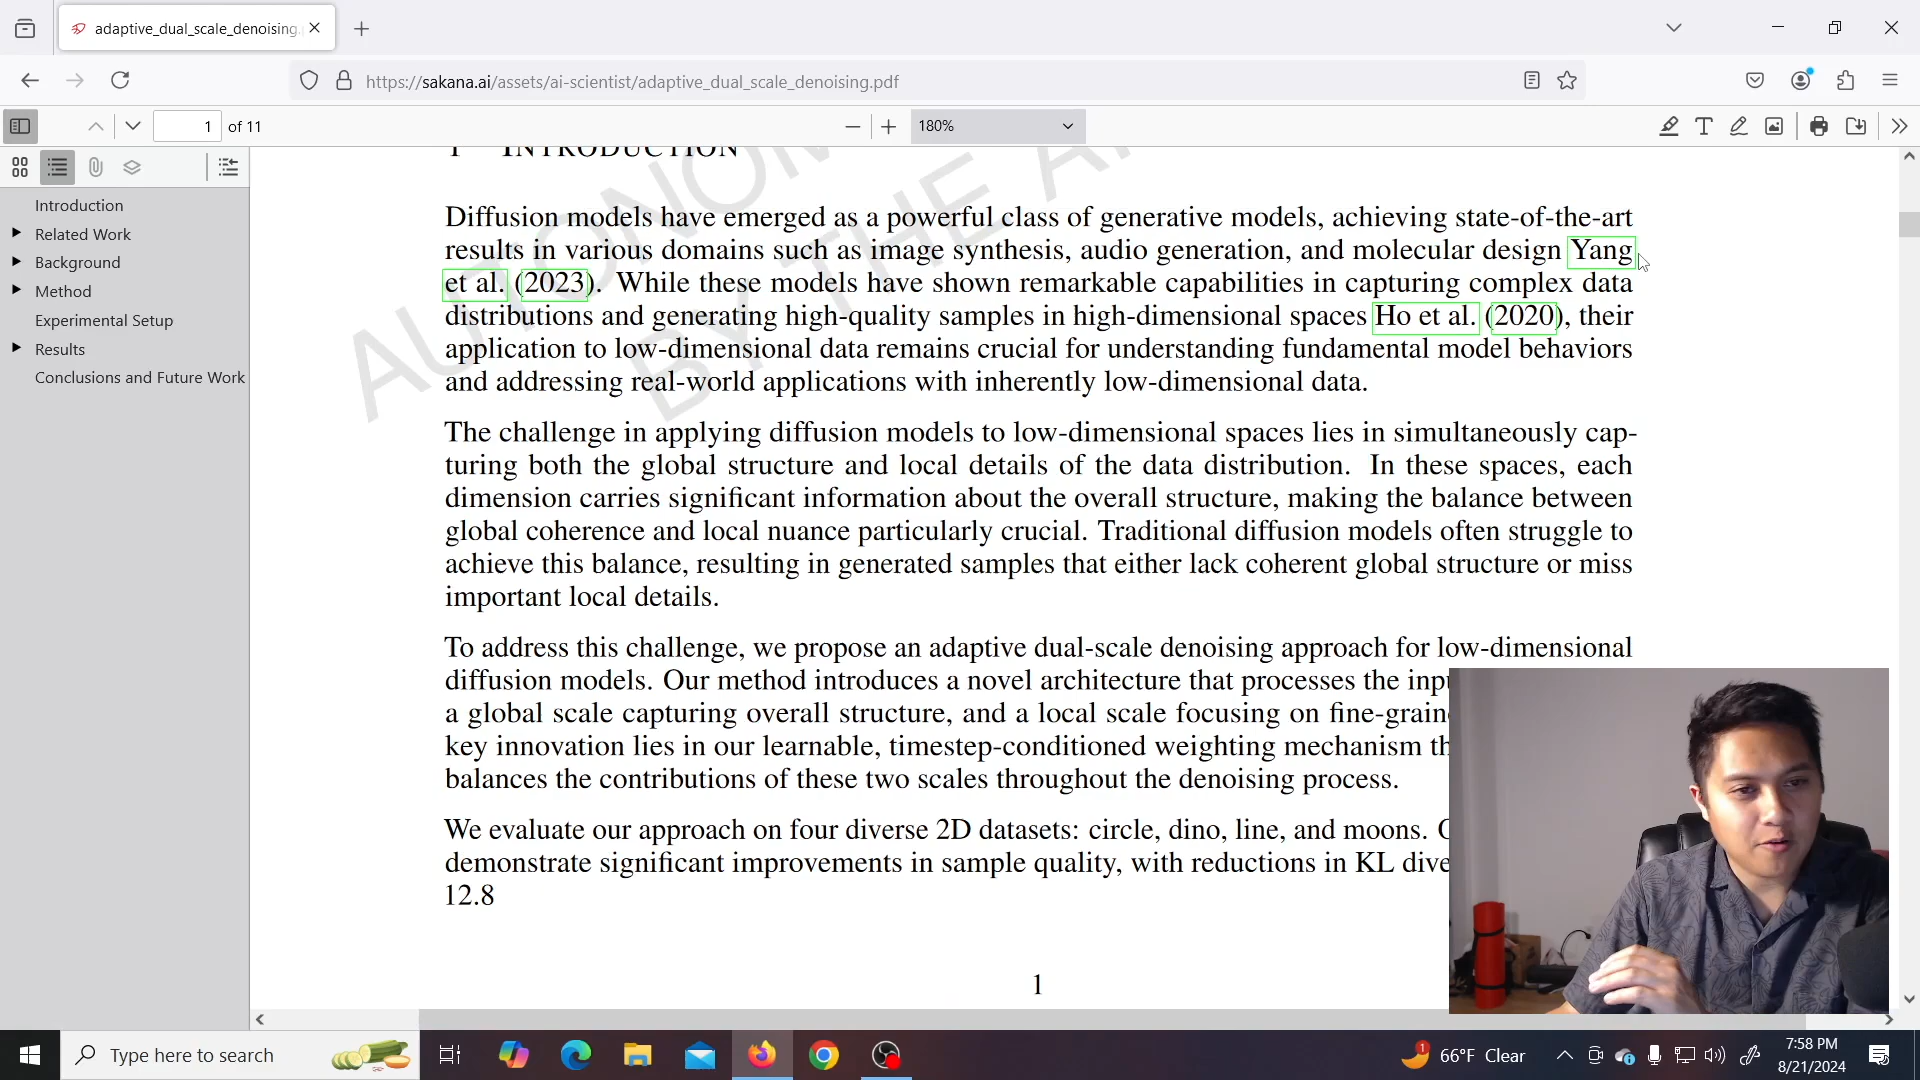 adaptive_dual_scale_denoising.
https://sakana.ai/assets/ai-scientist/adaptive_dual_scale_denoising.pdf
1 of 11
180%
Introduction
Related Work
Background
Method
Experimental Setup
Results
Conclusions and Future Work
1 INTRODUCTION
AUTONOM
BY THE A
Diffusion models have emerged as a powerful class of generative models, achieving state-of-the-art
results in various domains such as image synthesis, audio generation, and molecular design Yang
et al. (2023). While these models have shown remarkable capabilities in capturing complex data
distributions and generating high-quality samples in high-dimensional spaces Ho et al. (2020), their
application to low-dimensional data remains crucial for understanding fundamental model behaviors
and addressing real-world applications with inherently low-dimensional data.
The challenge in applying diffusion models to low-dimensional spaces lies in simultaneously cap-
turing both the global structure and local details of the data distribution. In these spaces, each
dimension carries significant information about the overall structure, making the balance between
global coherence and local nuance particularly crucial. Traditional diffusion models often struggle to
achieve this balance, resulting in generated samples that either lack coherent global structure or miss
important local details.
To address this challenge, we propose an adaptive dual-scale denoising approach for low-dimensional
diffusion models. Our method introduces a novel architecture that processes the inpu
a global scale capturing overall structure, and a local scale focusing on fine-graine
key innovation lies in our learnable, timestep-conditioned weighting mechanism th
balances the contributions of these two scales throughout the denoising process.
We evaluate our approach on four diverse 2D datasets: circle, dino, line, and moons.
demonstrate significant improvements in sample quality, with reductions in KL dive
12.8
1
Type here to search
1
66°F Clear
7:58 PM
8/21/2024